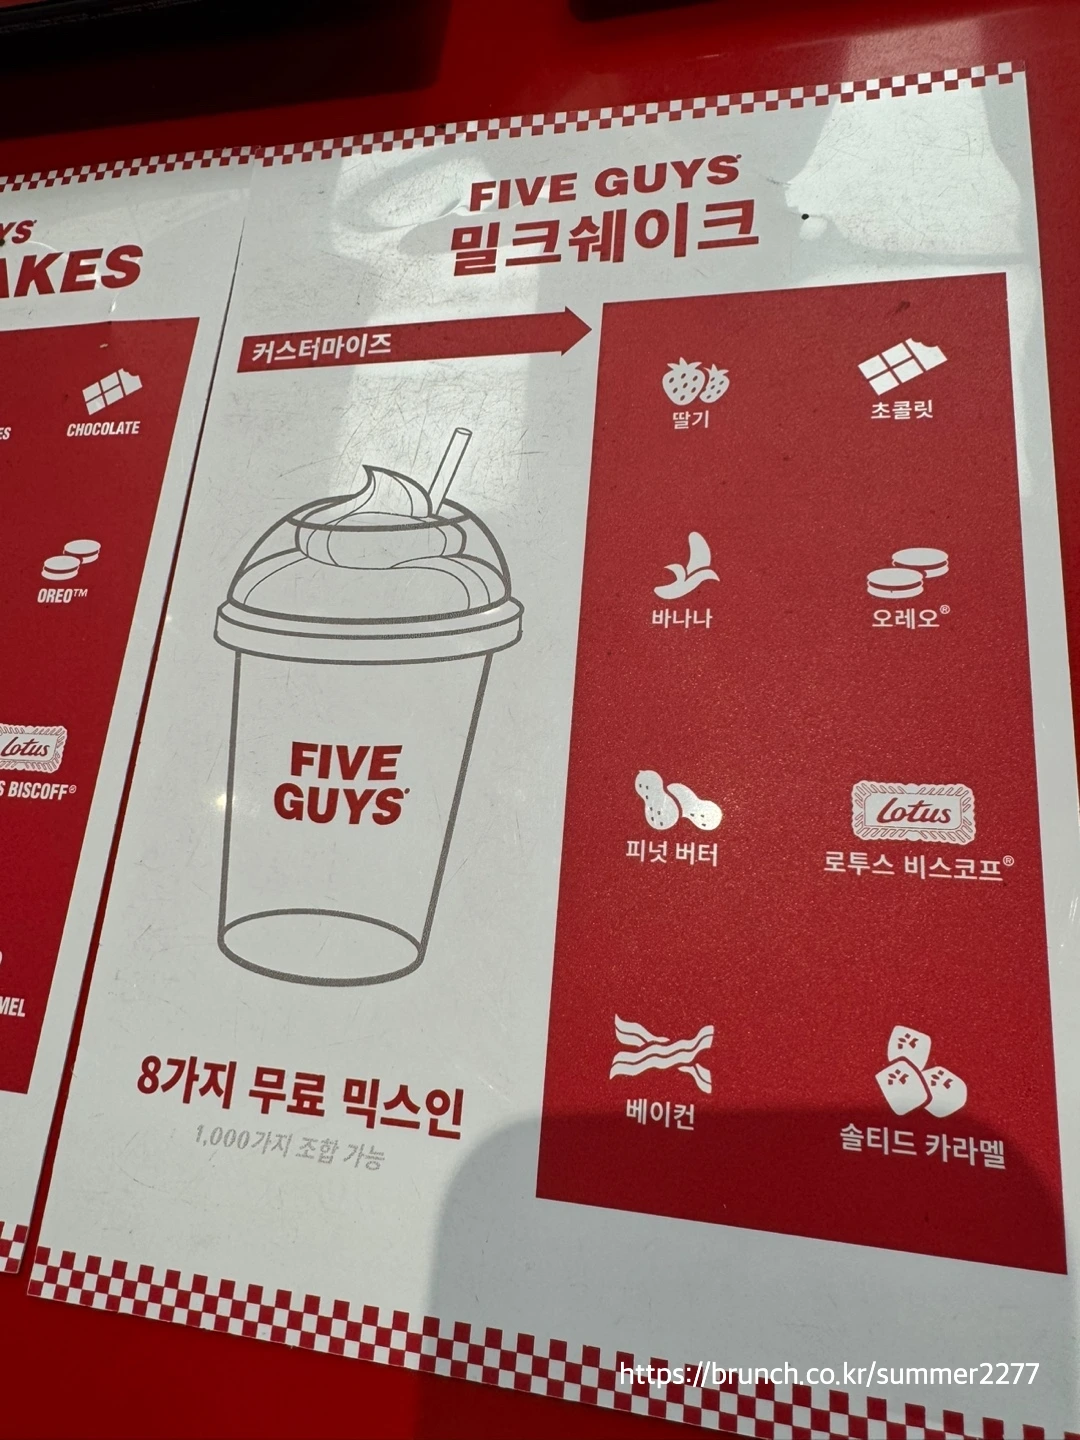 YS
AKES
CHOCOLATE
ES
OREO™
Lotus
S BISCOFF®
MEL
FIVE GUYS
밀크쉐이크
커스터마이즈
딸기
초콜릿
바나나
오레오®
피넛 버터
Lotus
로투스 비스코프®
베이컨
솔티드 카라멜
FIVE
GUYS
8가지 무료 믹스인
1,000가지 조합 가능
https://brunch.co.kr/summer2277